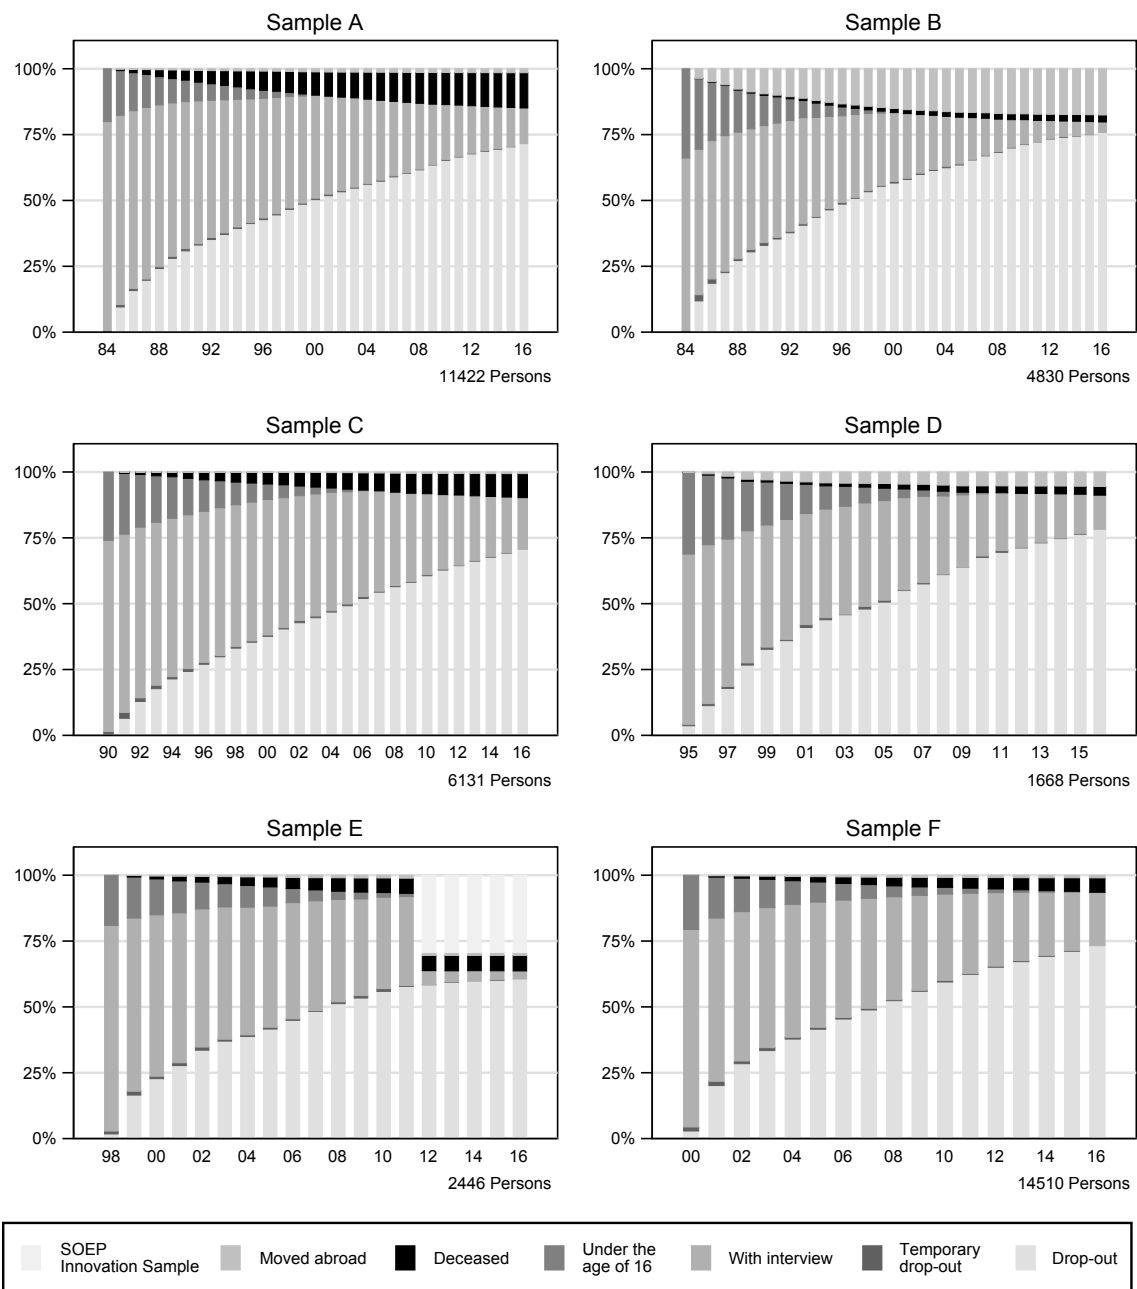 Sample A
100%
75%
50%
25%
0%
84 88 92 96 00 04 08 12 16
11422 Persons
Sample B
100%
75%
50%
25%
0%
84 88 92 96 00 04 08 12 16
4830 Persons
Sample C
100%
75%
50%
25%
0%
90 92 94 96 98 00 02 04 06 08 10 12 14 16
6131 Persons
Sample D
100%
75%
50%
25%
0%
95 97 99 01 03 05 07 09 11 13 15
1668 Persons
Sample E
100%
75%
50%
25%
0%
98 00 02 04 06 08 10 12 14 16
2446 Persons
Sample F
100%
75%
50%
25%
0%
00 02 04 06 08 10 12 14 16
14510 Persons
SOEP
Innovation Sample
Moved abroad
Deceased
Under the
age of 16
With interview
Temporary
drop-out
Drop-out